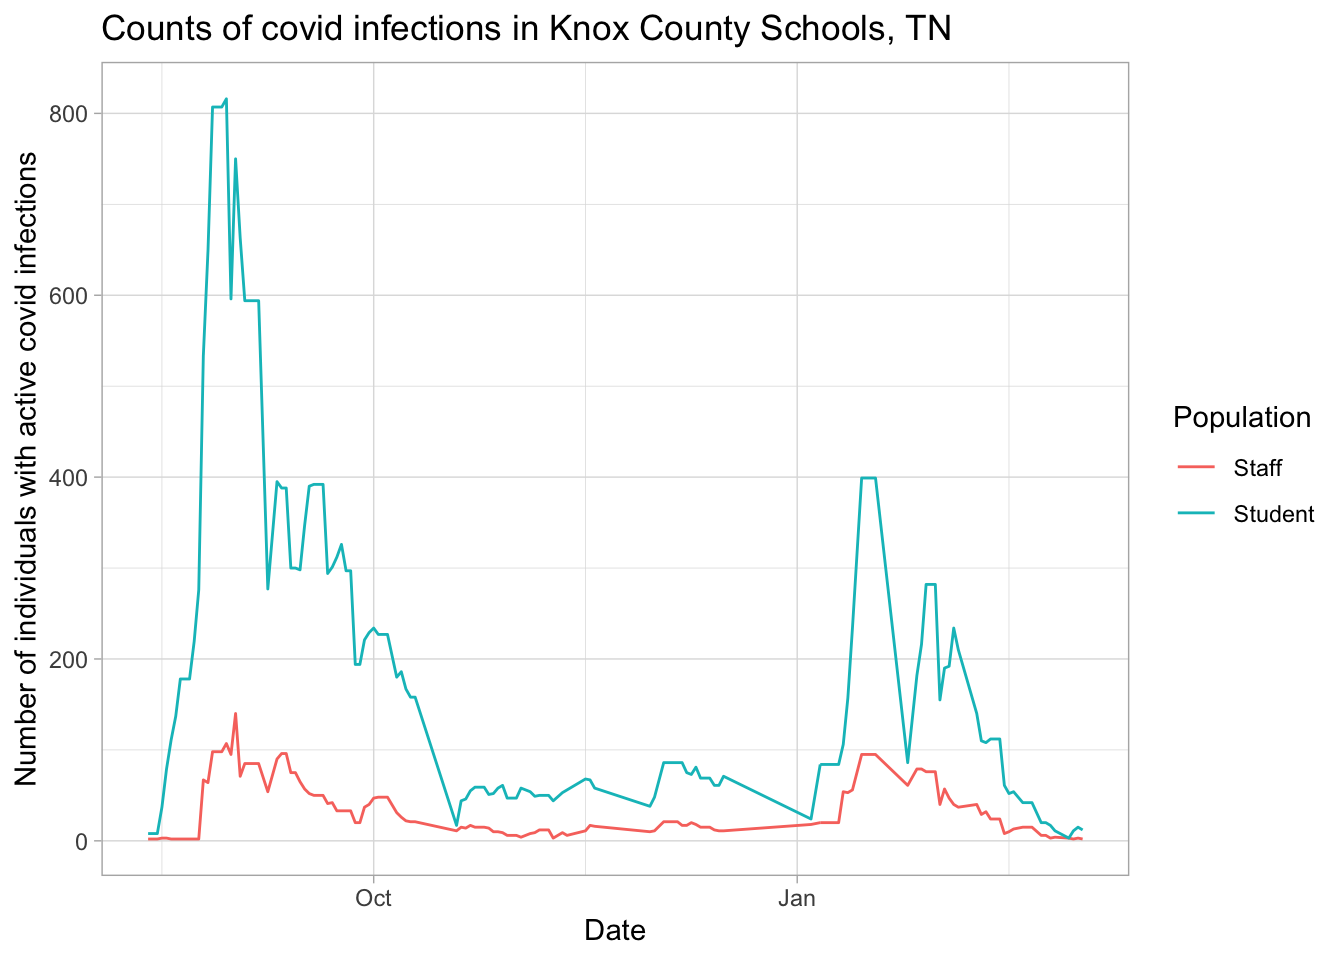 Counts of covid infections in Knox County Schools, TN
Number of individuals with active covid infections
800
600
400
200
0
Oct
Jan
Date
Population
Staff
Student